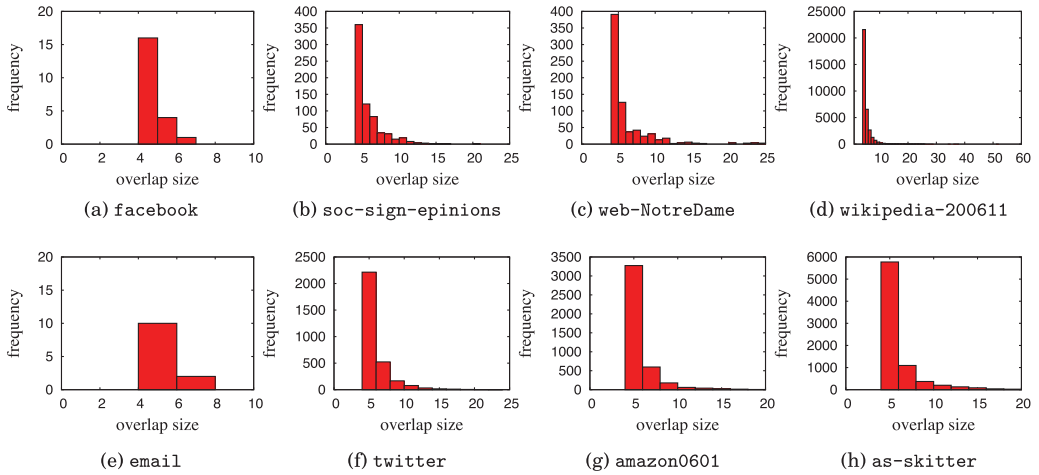 20
15
10
5
0
frequency
0 2 4 6 8 10
overlap size
(a) facebook
400
350
300
250
200
150
100
50
0
frequency
0 5 10 15 20 25
overlap size
(b) soc-sign-epinions
400
350
300
250
200
150
100
50
0
frequency
0 5 10 15 20 25
overlap size
(c) web-NotreDame
25000
20000
15000
10000
5000
0
frequency
10 20 30 40 50 60
overlap size
(d) wikipedia-200611
20
15
10
5
0
frequency
0 2 4 6 8 10
overlap size
(e) email
2500
2000
1500
1000
500
0
frequency
0 5 10 15 20 25
overlap size
(f) twitter
3500
3000
2500
2000
1500
1000
500
0
frequency
0 5 10 15 20
overlap size
(g) amazon0601
6000
5000
4000
3000
2000
1000
0
frequency
0 5 10 15 20
overlap size
(h) as-skitter